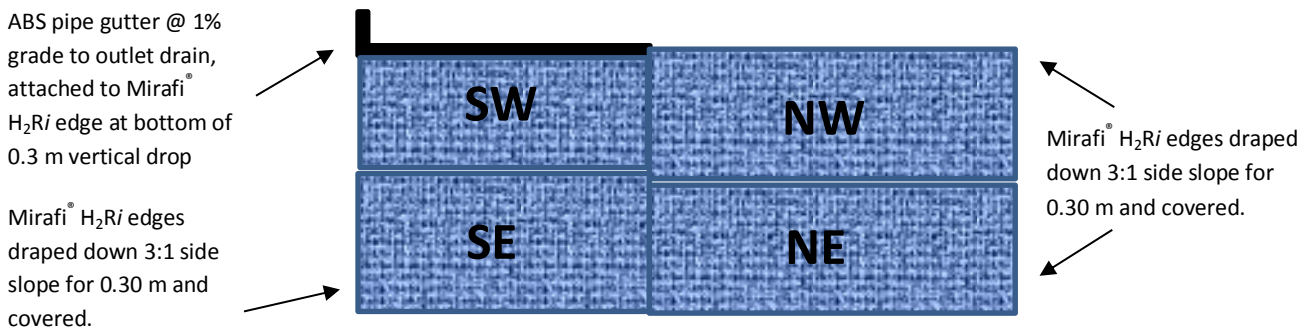 ABS pipe gutter @ 1%
grade to outlet drain,
attached to Mirafi®
H₂Ri edge at bottom of
0.3 m vertical drop
Mirafi® H₂Ri edges
draped down 3:1 side
slope for 0.30 m and
covered.
SW
NW
SE
NE
Mirafi® H₂Ri edges draped
down 3:1 side slope for
0.30 m and covered.